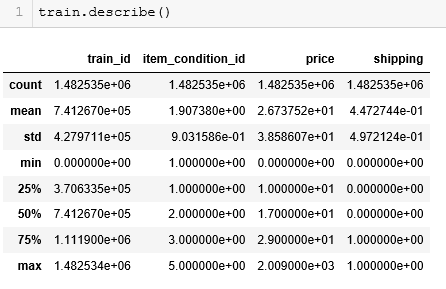 1 train.describe()
train_id item_condition_id price shipping
count 1.482535e+06 1.482535e+06 1.482535e+06 1.482535e+06
mean 7.412670e+05 1.907380e+00 2.673752e+01 4.472744e-01
std 4.279711e+05 9.031586e-01 3.858607e+01 4.972124e-01
min 0.000000e+00 1.000000e+00 0.000000e+00 0.000000e+00
25% 3.706335e+05 1.000000e+00 1.000000e+01 0.000000e+00
50% 7.412670e+05 2.000000e+00 1.700000e+01 0.000000e+00
75% 1.111900e+06 3.000000e+00 2.900000e+01 1.000000e+00
max 1.482534e+06 5.000000e+00 2.009000e+03 1.000000e+00